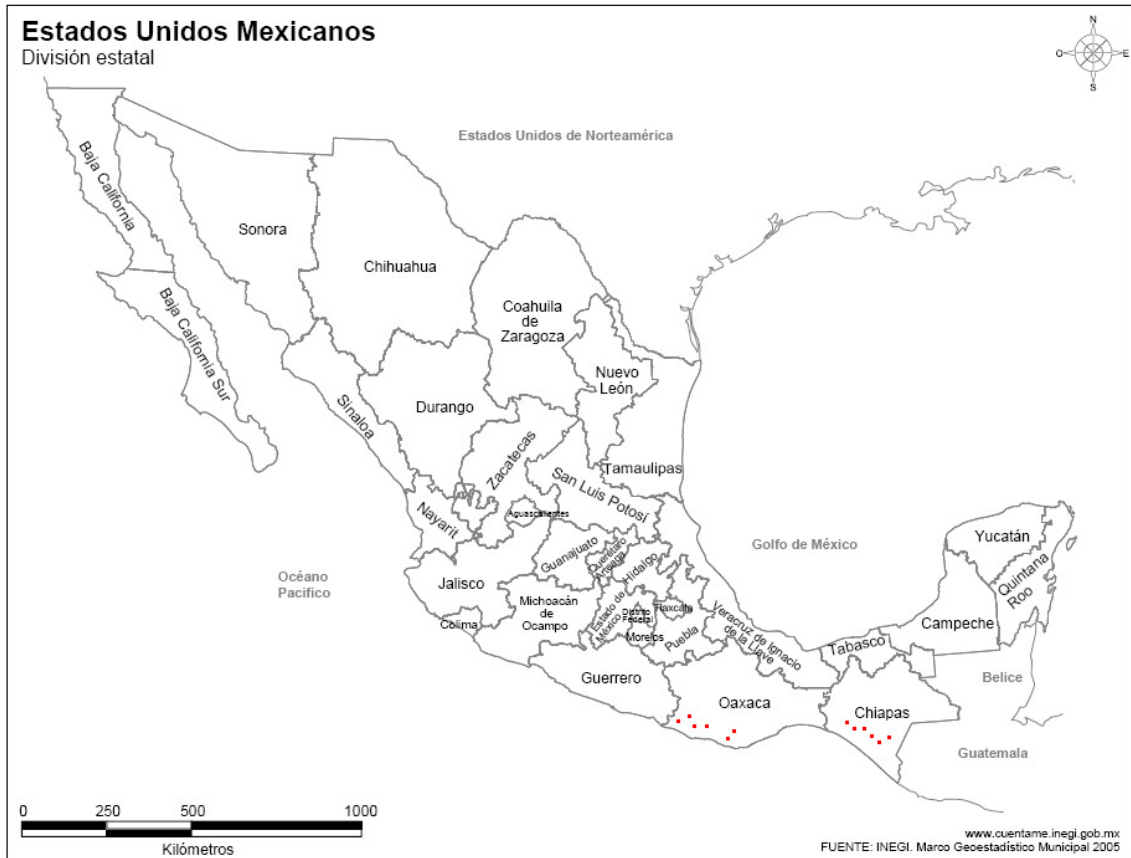 Estados Unidos Mexicanos
División estatal
N
O
E
S
Estados Unidos de Norteamérica
Baja California
Sonora
Chihuahua
Coahuila
de
Zaragoza
Baja California Sur
Nuevo
León
Sinaloa
Durango
Zacatecas
Tamaulipas
San Luis Potosí
Nayarit
Aguascalientes
Golfo de México
Yucatán
Quintana
Roo
Guanajuato
Querétaro
Arteaga
Hidalgo
Océano
Pacifico
Jalisco
Michoacán
de
Ocampo
Colima
Estado de
México
Distrito
Federal
Tlaxcala
Morelos
Puebla
Veracruz de Ignacio
de la Llave
Tabasco
Campeche
Guerrero
Oaxaca
Chiapas
Belice
Guatemala
0 250 500 1000
Kilómetros
www.cuentame.inegi.gob.mx
FUENTE: INEGI. Marco Geoestadístico Municipal 2005